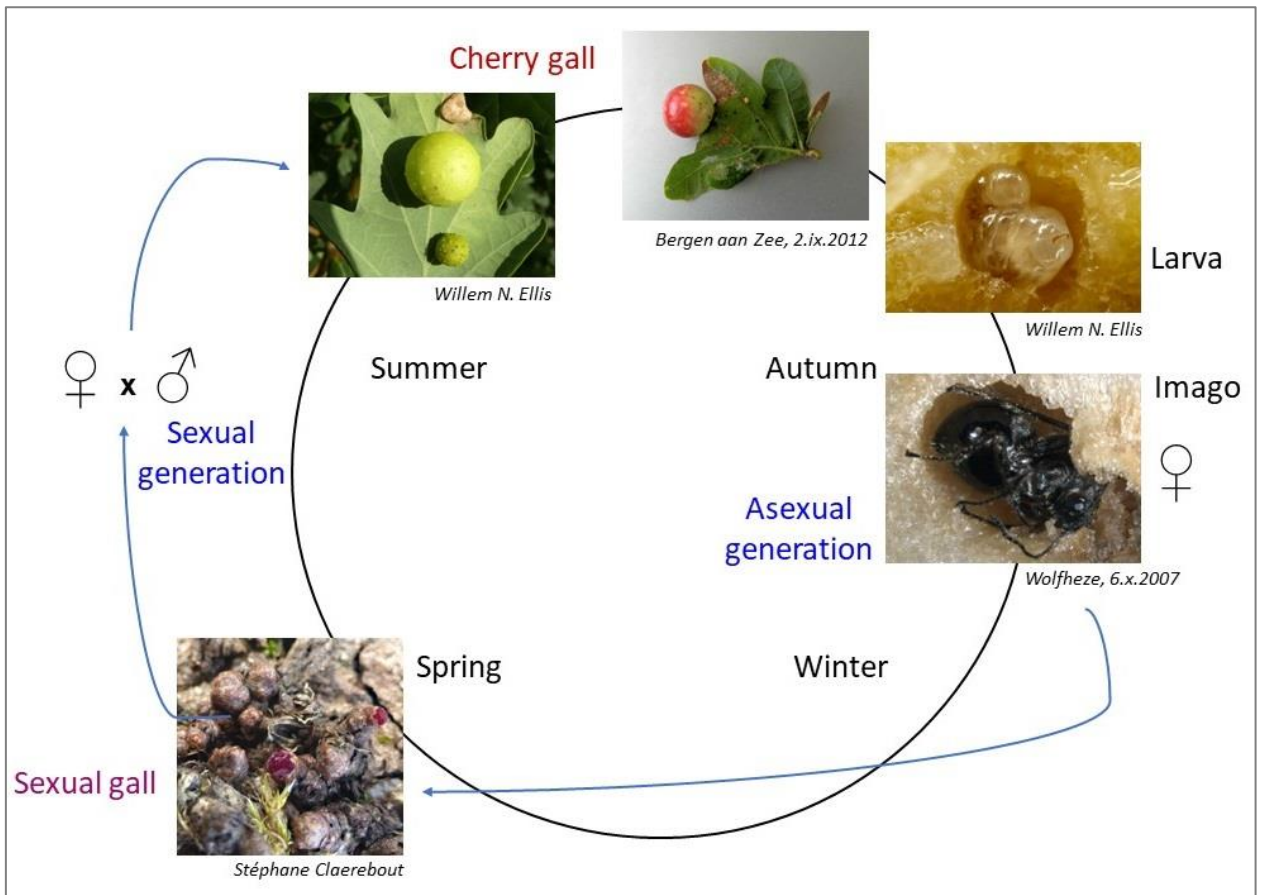 Cherry gall
Bergen aan Zee, 2.ix.2012
Willem N. Ellis
Larva
Willem N. Ellis
Summer
Autumn
Imago
♀ x ♂
Sexual
generation
♀
Asexual
generation
Wolfheze, 6.x.2007
Spring
Winter
Sexual gall
Stéphane Claerebout